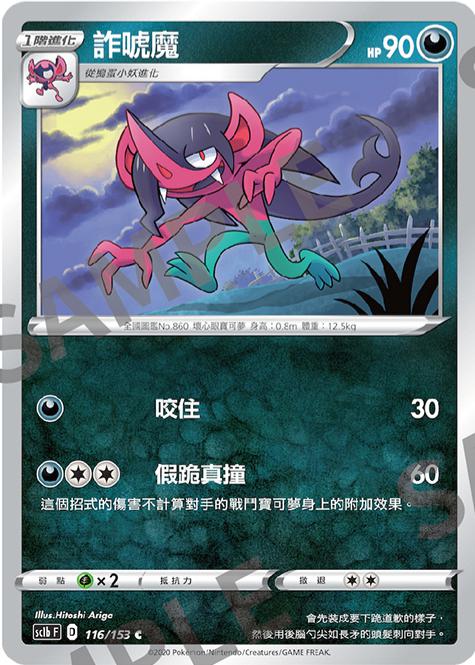 1階進化
詐唬魔
HP 90
從搗蛋小妖進化
全國圖鑑No.860 壞心眼寶可夢 身高：0.8m 體重：12.5kg
咬住 30
假跪真撞 60
這個招式的傷害不計算對手的戰鬥寶可夢身上的附加效果。
弱點 ×2 抵抗力 撤退
Illus.Hitoshi Ariga
sc1b F D 116/153 C
會先裝成要下跪道歉的樣子，
然後用後腦勺尖如長矛的頭髮刺向對手。
©2020 Pokémon/Nintendo/Creatures/GAME FREAK.
SAMPLE